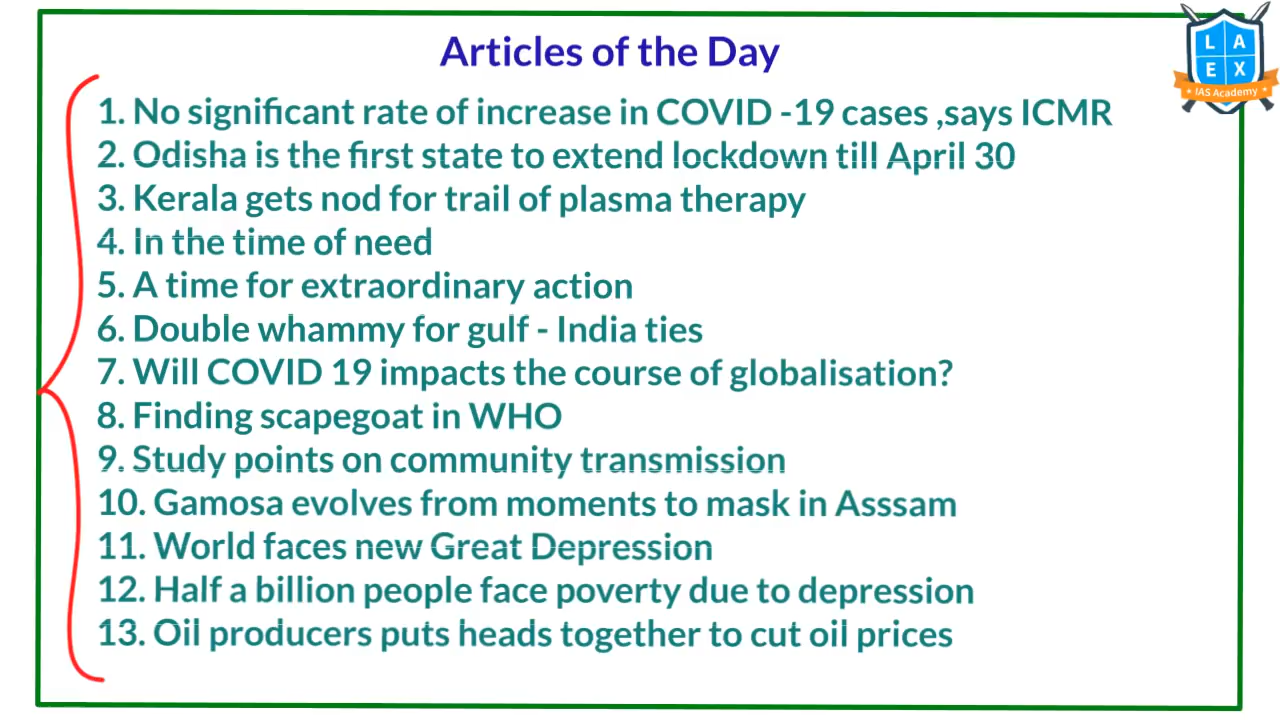 Articles of the Day
L A
E X
IAS Academy
1. No significant rate of increase in COVID -19 cases ,says ICMR
2. Odisha is the first state to extend lockdown till April 30
3. Kerala gets nod for trail of plasma therapy
4. In the time of need
5. A time for extraordinary action
6. Double whammy for gulf - India ties
7. Will COVID 19 impacts the course of globalisation?
8. Finding scapegoat in WHO
9. Study points on community transmission
10. Gamosa evolves from moments to mask in Asssam
11. World faces new Great Depression
12. Half a billion people face poverty due to depression
13. Oil producers puts heads together to cut oil prices